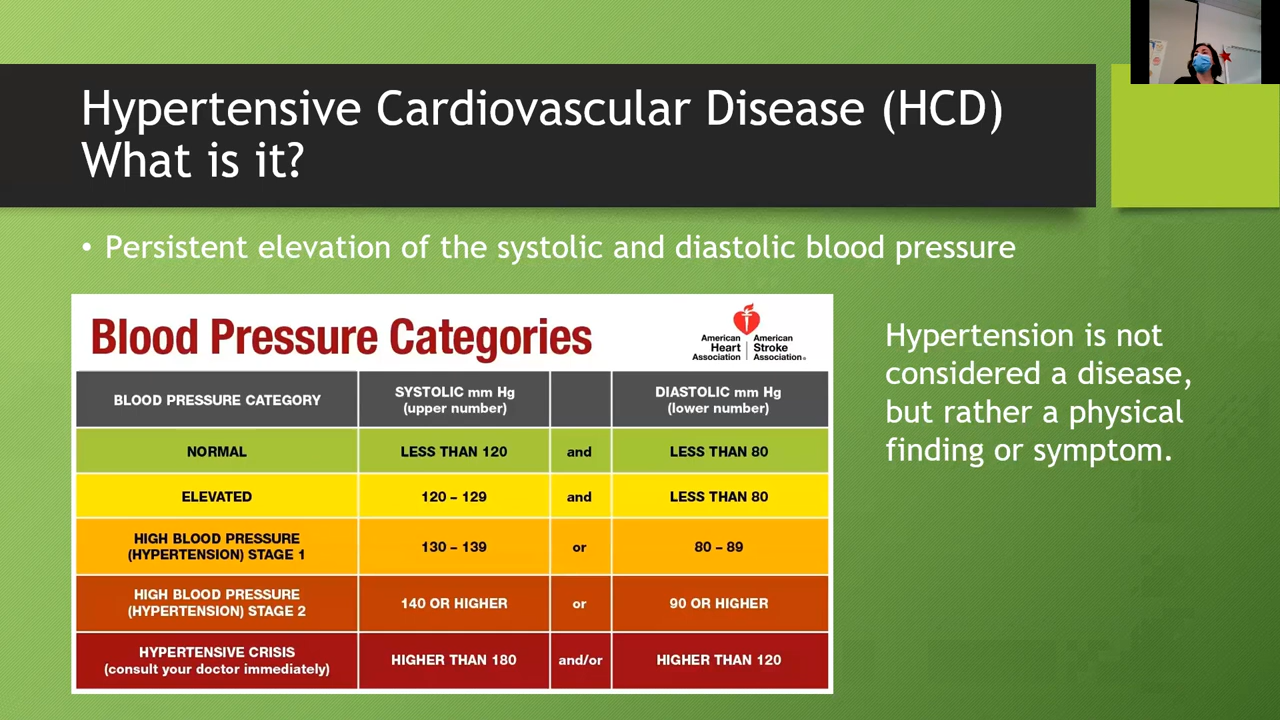 Hypertensive Cardiovascular Disease (HCD)
What is it?
• Persistent elevation of the systolic and diastolic blood pressure
Blood Pressure Categories
American Heart Association
American Stroke Association®
BLOOD PRESSURE CATEGORY
SYSTOLIC mm Hg
(upper number)
DIASTOLIC mm Hg
(lower number)
NORMAL
LESS THAN 120
and
LESS THAN 80
ELEVATED
120 – 129
and
LESS THAN 80
HIGH BLOOD PRESSURE
(HYPERTENSION) STAGE 1
130 – 139
or
80 – 89
HIGH BLOOD PRESSURE
(HYPERTENSION) STAGE 2
140 OR HIGHER
or
90 OR HIGHER
HYPERTENSIVE CRISIS
(consult your doctor immediately)
HIGHER THAN 180
and/or
HIGHER THAN 120
Hypertension is not
considered a disease,
but rather a physical
finding or symptom.